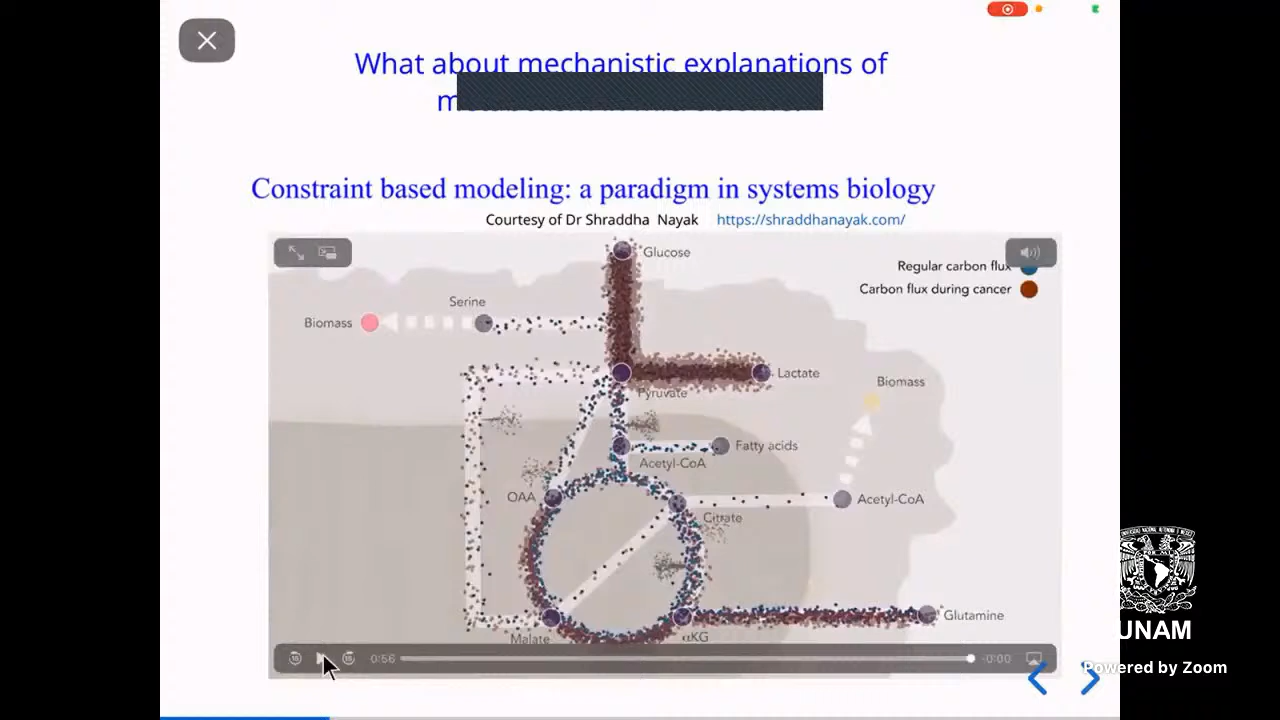 What about mechanistic explanations of
Constraint based modeling: a paradigm in systems biology
Courtesy of Dr Shraddha Nayak https://shraddhanayak.com/
Glucose
Regular carbon flux
Carbon flux during cancer
Serine
Biomass
Lactate
Biomass
Pyruvate
Fatty acids
Acetyl-CoA
OAA
Acetyl-CoA
Citrate
Glutamine
Malate
αKG
15
15
0:56
-0:00
UNAM
Powered by Zoom